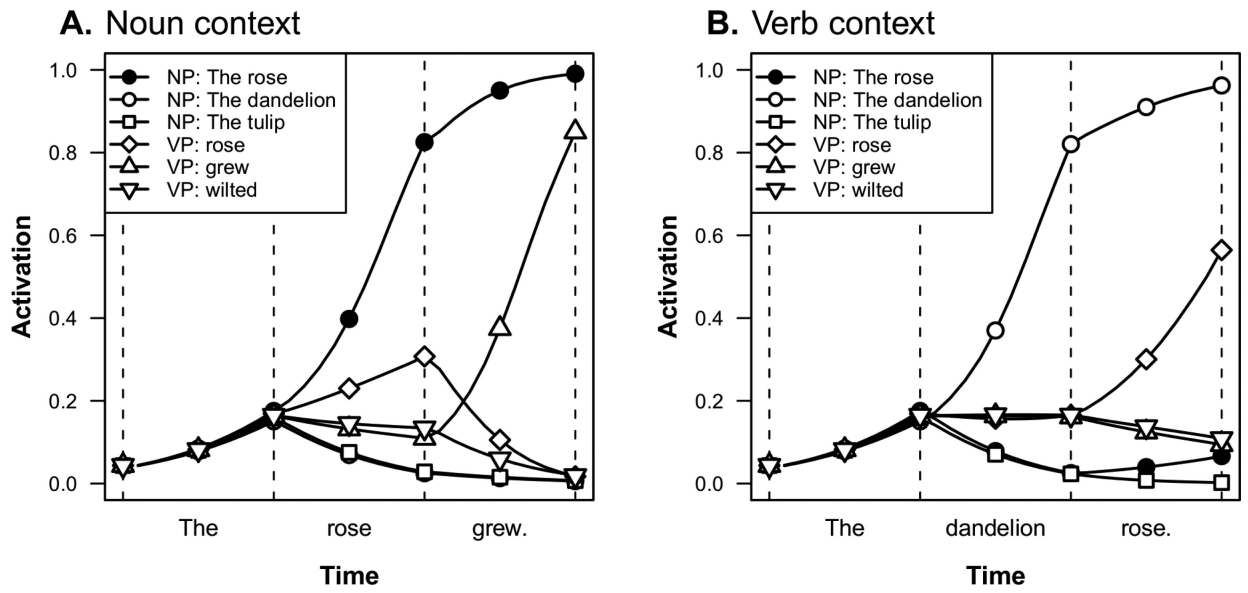 A. Noun context
NP: The rose
NP: The dandelion
NP: The tulip
VP: rose
VP: grew
VP: wilted
1.0
0.8
0.6
0.4
0.2
0.0
Activation
The rose grew.
Time
B. Verb context
NP: The rose
NP: The dandelion
NP: The tulip
VP: rose
VP: grew
VP: wilted
1.0
0.8
0.6
0.4
0.2
0.0
Activation
The dandelion rose.
Time